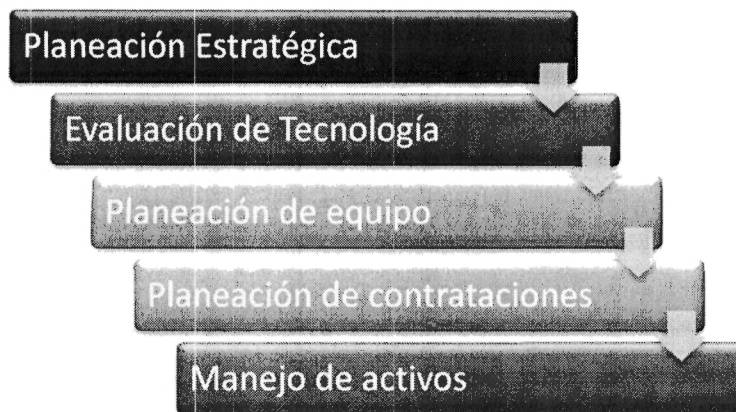 Planeación Estratégica
Evaluación de Tecnología
Planeación de equipo
Planeación de contrataciones
Manejo de activos